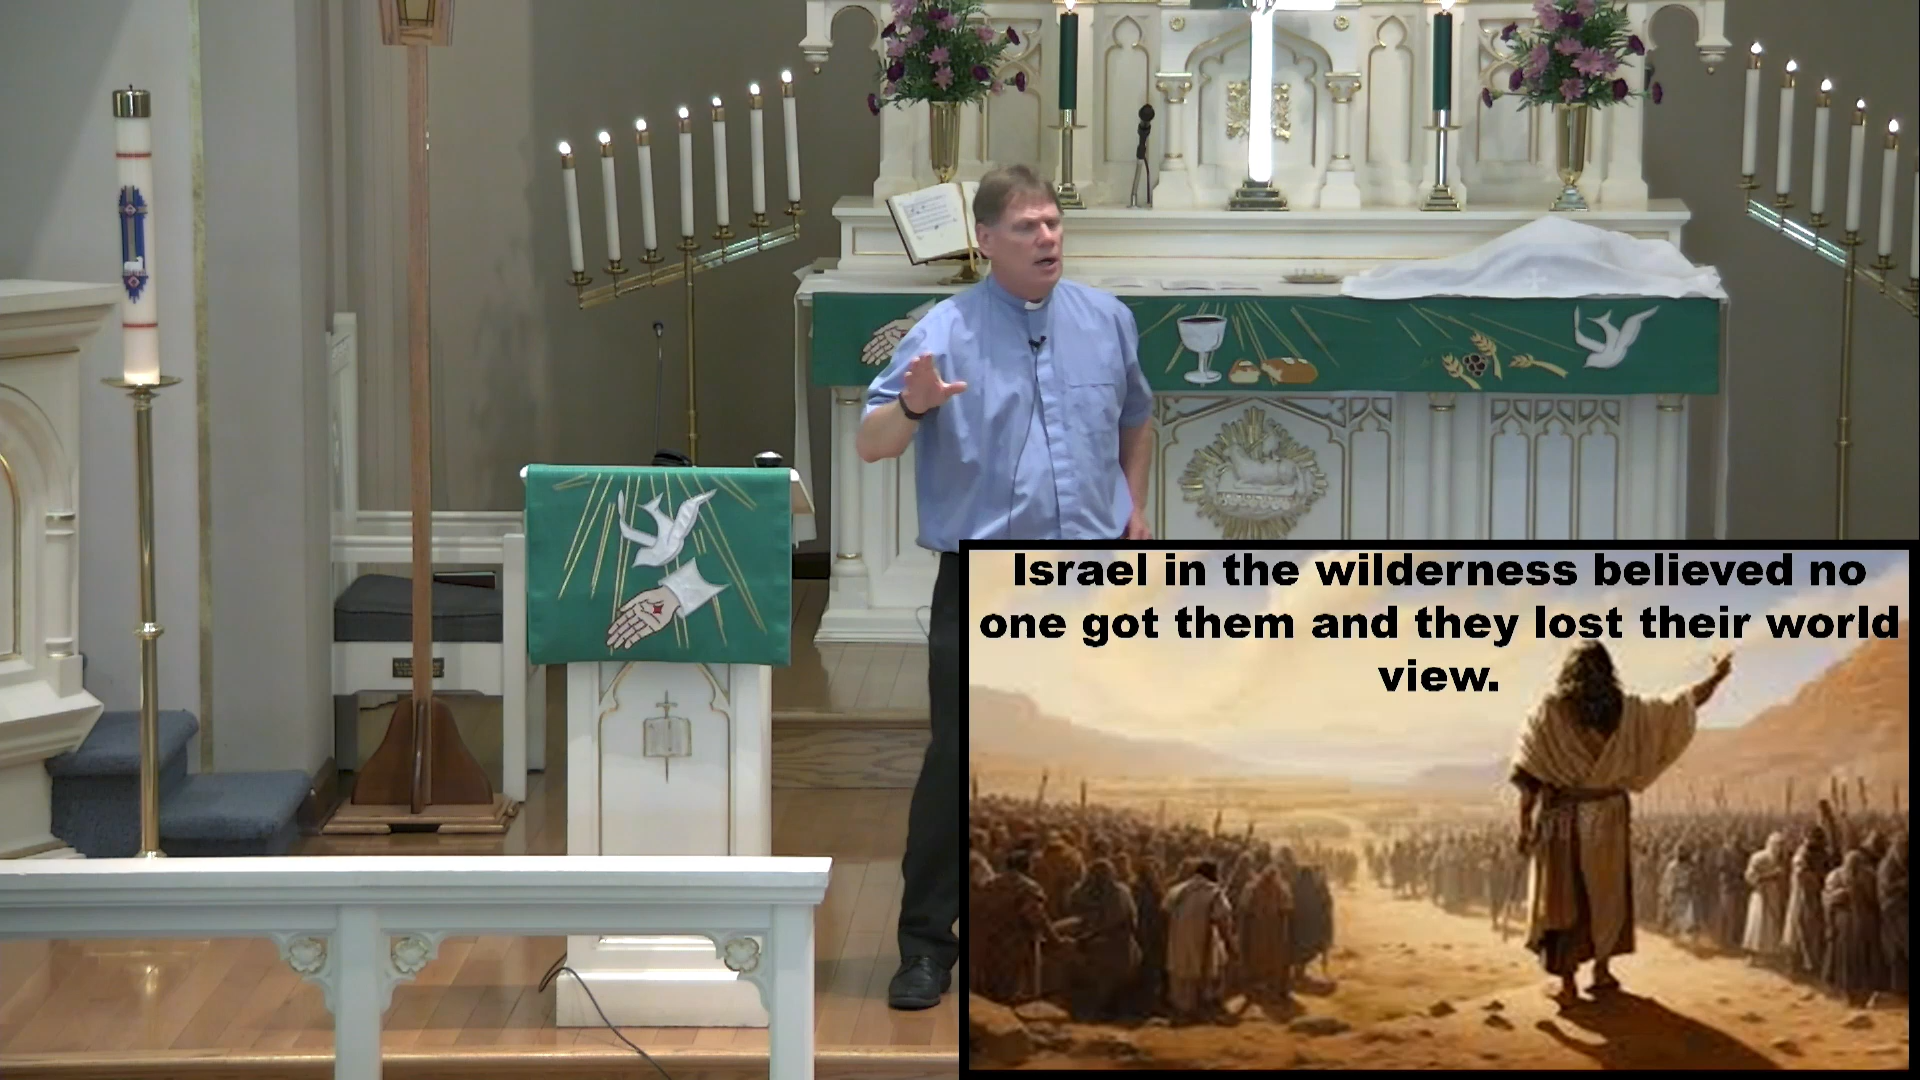 Israel in the wilderness believed no
one got them and they lost their world
view.